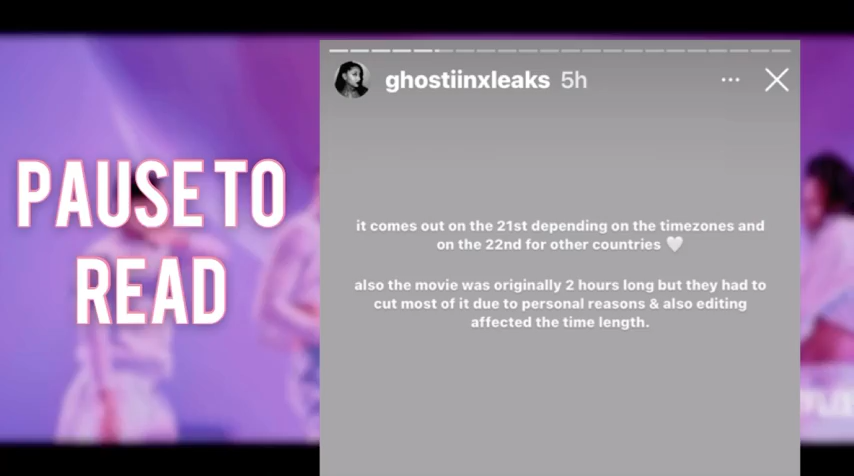 PAUSE TO
READ
ghostiinxleaks 5h
it comes out on the 21st depending on the timezones and
on the 22nd for other countries 🤍
also the movie was originally 2 hours long but they had to
cut most of it due to personal reasons & also editing
affected the time length.